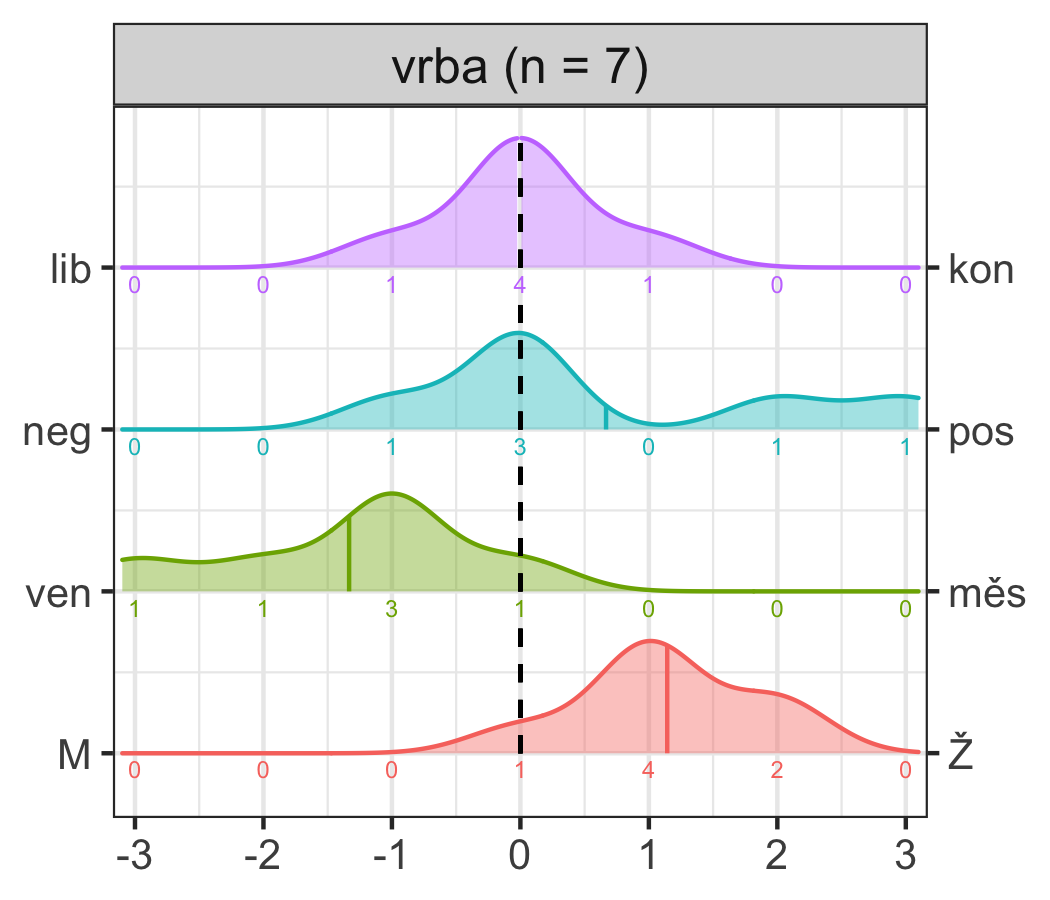 vrba (n = 7)
lib kon
0 0 1 4 1 0 0
neg pos
0 0 1 3 0 1 1
ven měs
1 1 3 1 0 0 0
M Ž
0 0 0 1 4 2 0
-3 -2 -1 0 1 2 3